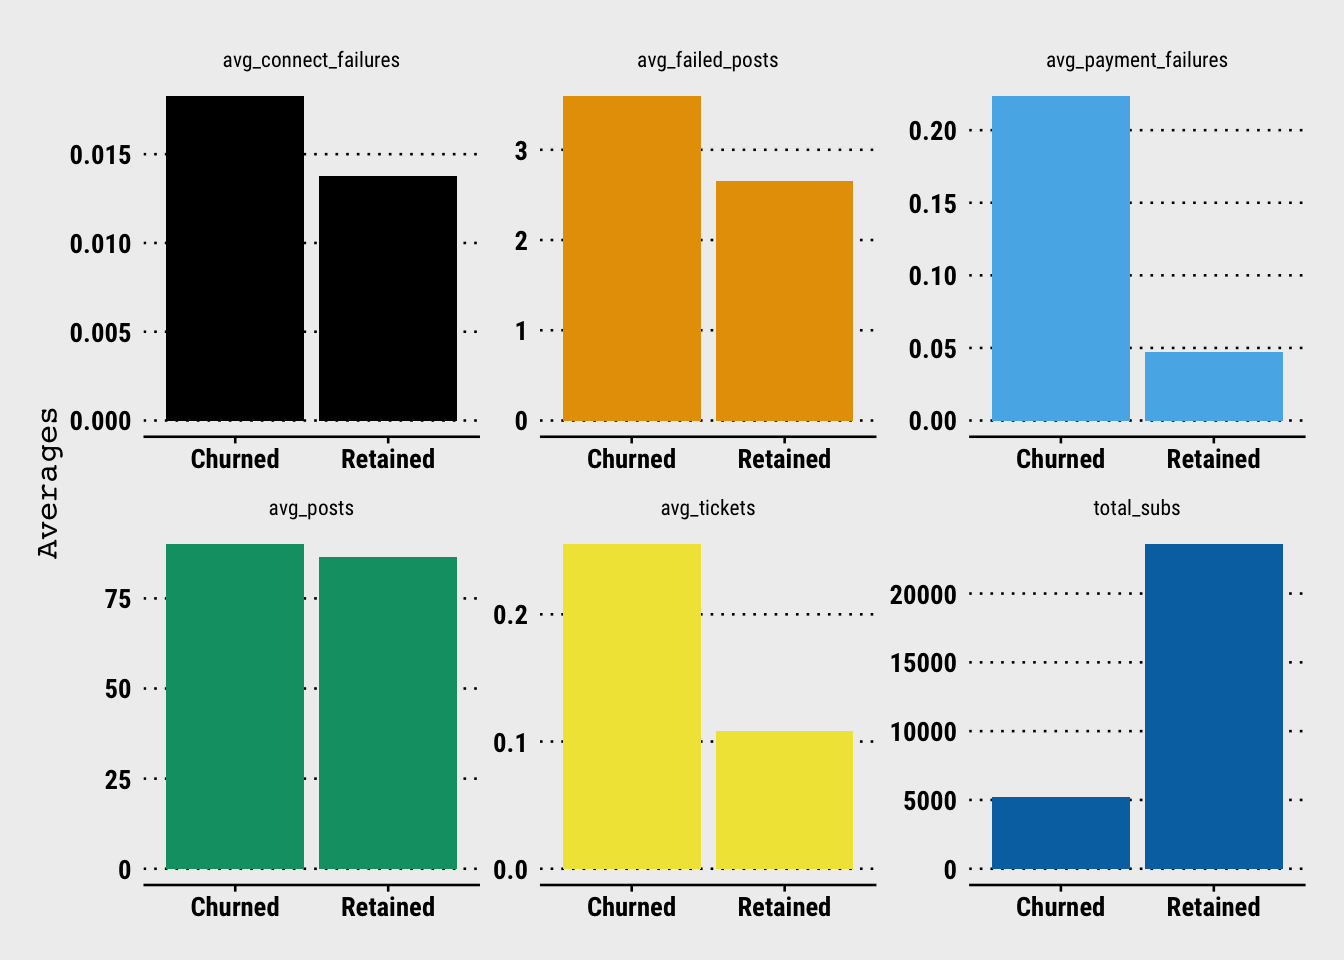 avg_connect_failures
avg_failed_posts
avg_payment_failures
0.015
0.010
0.005
0.000
3
2
1
0
0.20
0.15
0.10
0.05
0.00
Churned
Retained
Churned
Retained
Churned
Retained
Averages
avg_posts
avg_tickets
total_subs
75
50
25
0
0.2
0.1
0.0
20000
15000
10000
5000
0
Churned
Retained
Churned
Retained
Churned
Retained